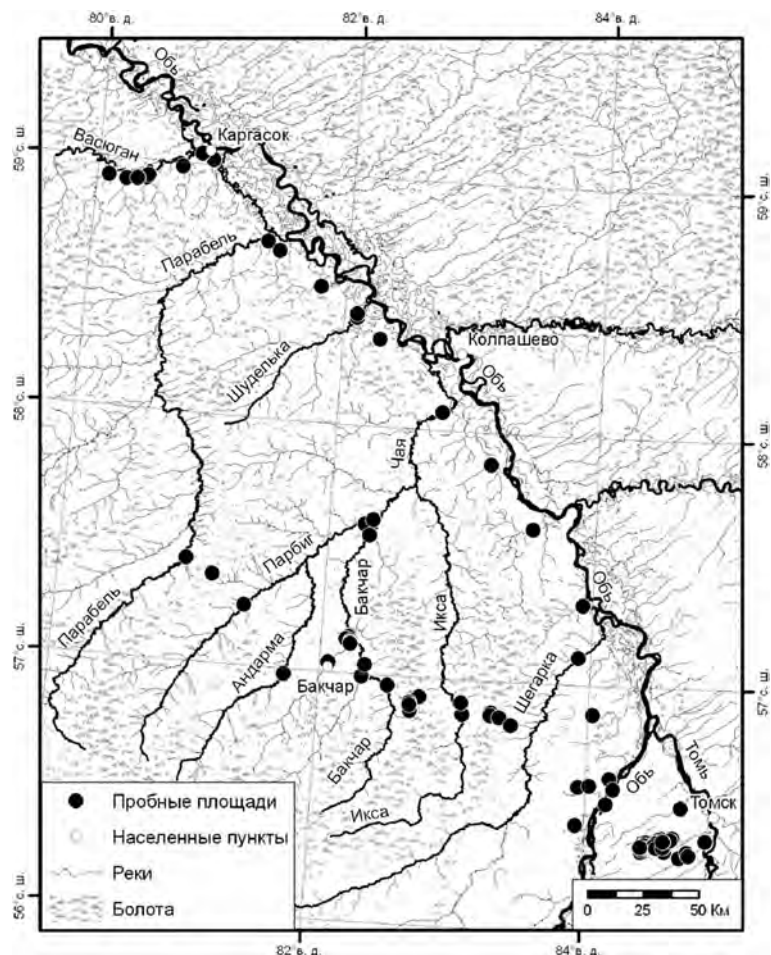 80°в. д.
82°в. д.
84°в. д.
Обь
Каргасок
Васюган
59°с. ш.
59°с. ш.
Парабель
Колпашево
Обь
Шуделька
58°с. ш.
58°с. ш.
Чая
Парбиг
Бакчар
Икса
Обь
Парабель
57°с. ш.
57°с. ш.
Андарма
Шегарка
Бакчар
Бакчар
Томь
Обь
Томск
Икса
Пробные площади
Населенные пункты
Реки
Болота
56°с. ш.
56°с. ш.
0 25 50 Км
82°в. д.
84°в. д.